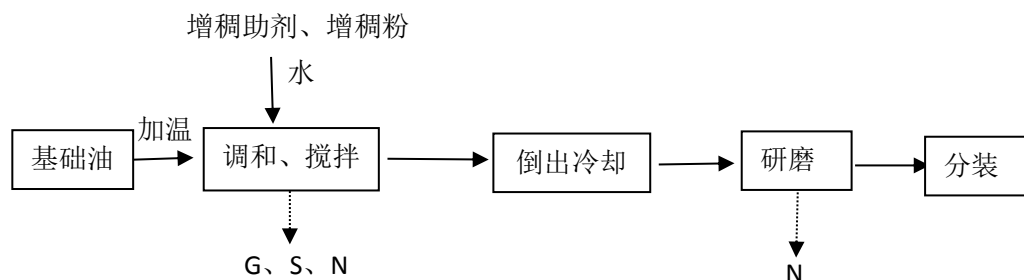 增稠助剂、增稠粉
水
加温
基础油
调和、搅拌
倒出冷却
研磨
分装
G、S、N
N